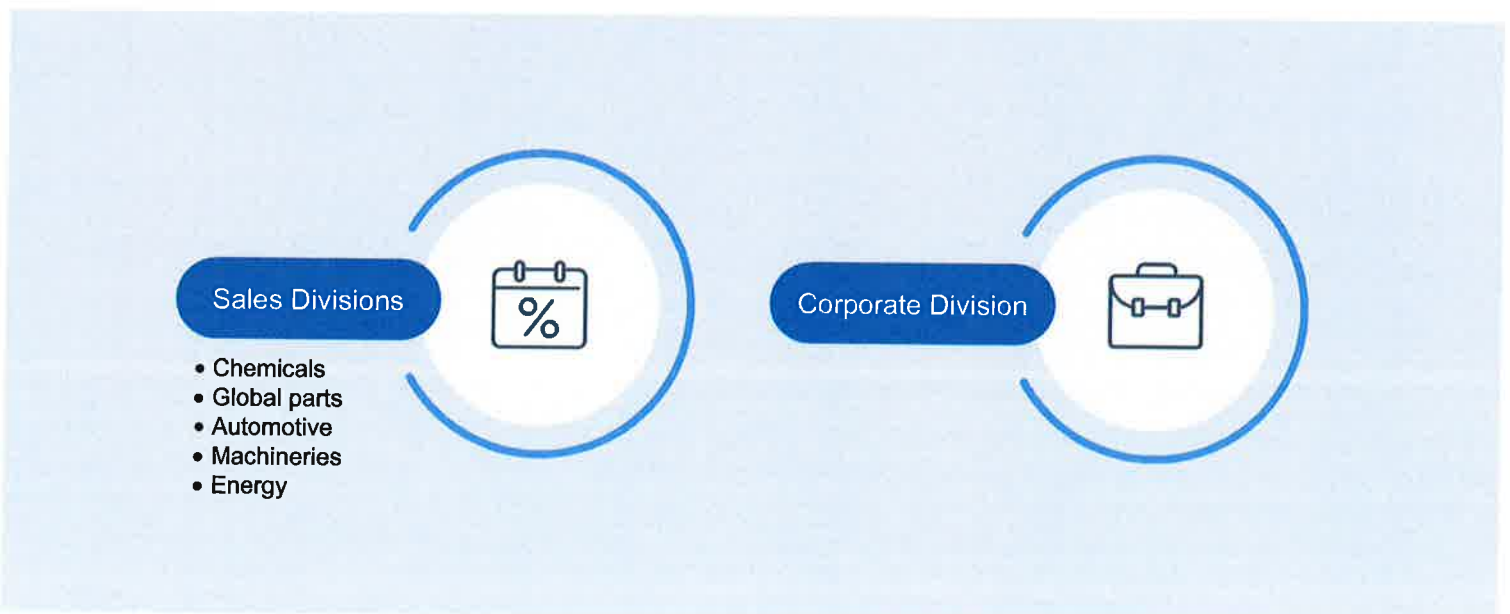 Sales Divisions
• Chemicals
• Global parts
• Automotive
• Machineries
• Energy
Corporate Division
%